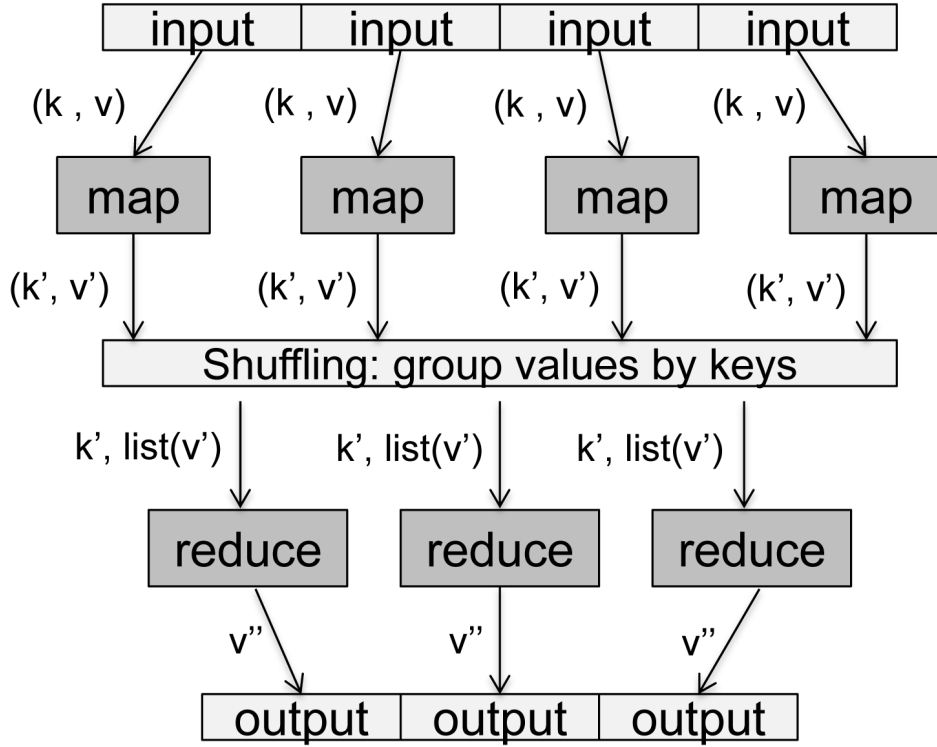 input input input input
(k , v) (k , v) (k , v) (k , v)
map map map map
(k’, v’) (k’, v’) (k’, v’) (k’, v’)
Shuffling: group values by keys
k’, list(v’) k’, list(v’) k’, list(v’)
reduce reduce reduce
v’’ v’’ v’’
output output output